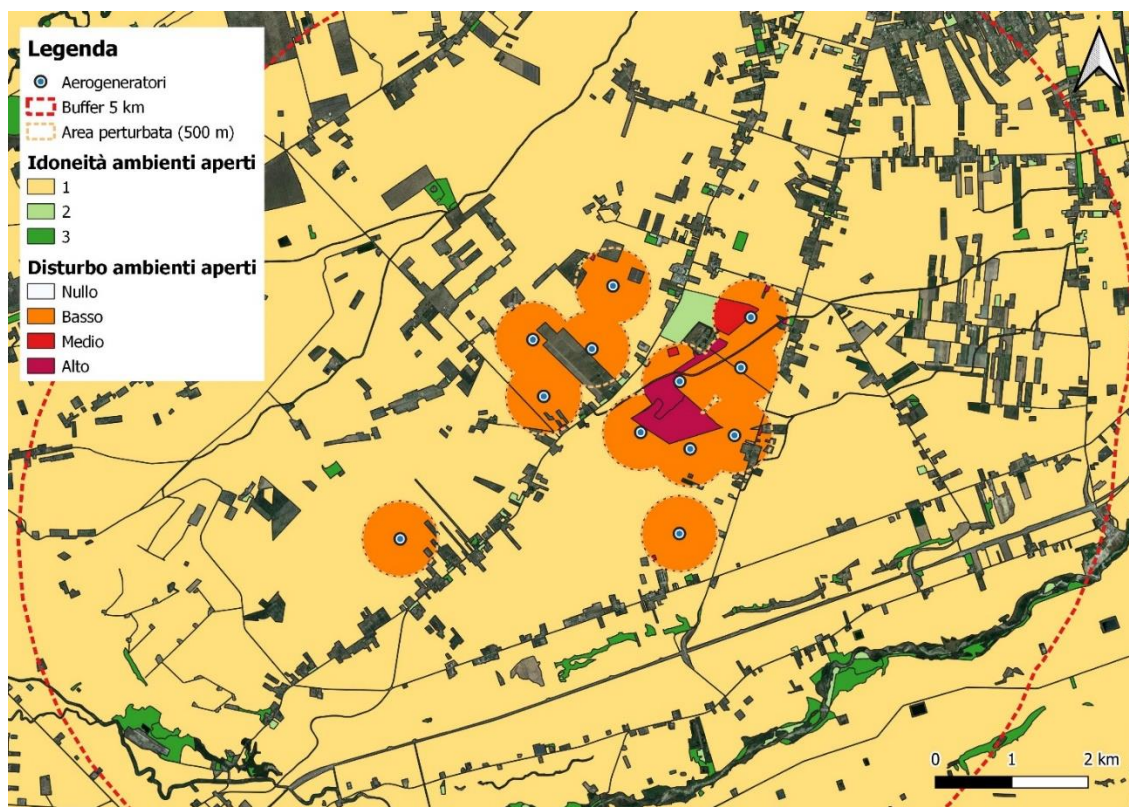 Legenda
Aerogeneratori
Buffer 5 km
Area perturbata (500 m)
Idoneità ambienti aperti
1
2
3
Disturbo ambienti aperti
Nullo
Basso
Medio
Alto
0 1 2 km